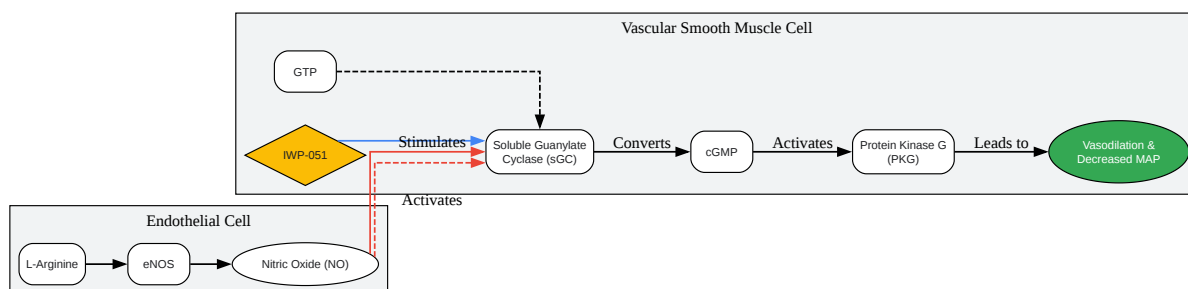 Vascular Smooth Muscle Cell
GTP
IWP-051
Stimulates
Soluble Guanylate
Cyclase (sGC)
Converts
cGMP
Activates
Protein Kinase G
(PKG)
Leads to
Vasodilation &
Decreased MAP
Activates
Endothelial Cell
L-Arginine
eNOS
Nitric Oxide (NO)